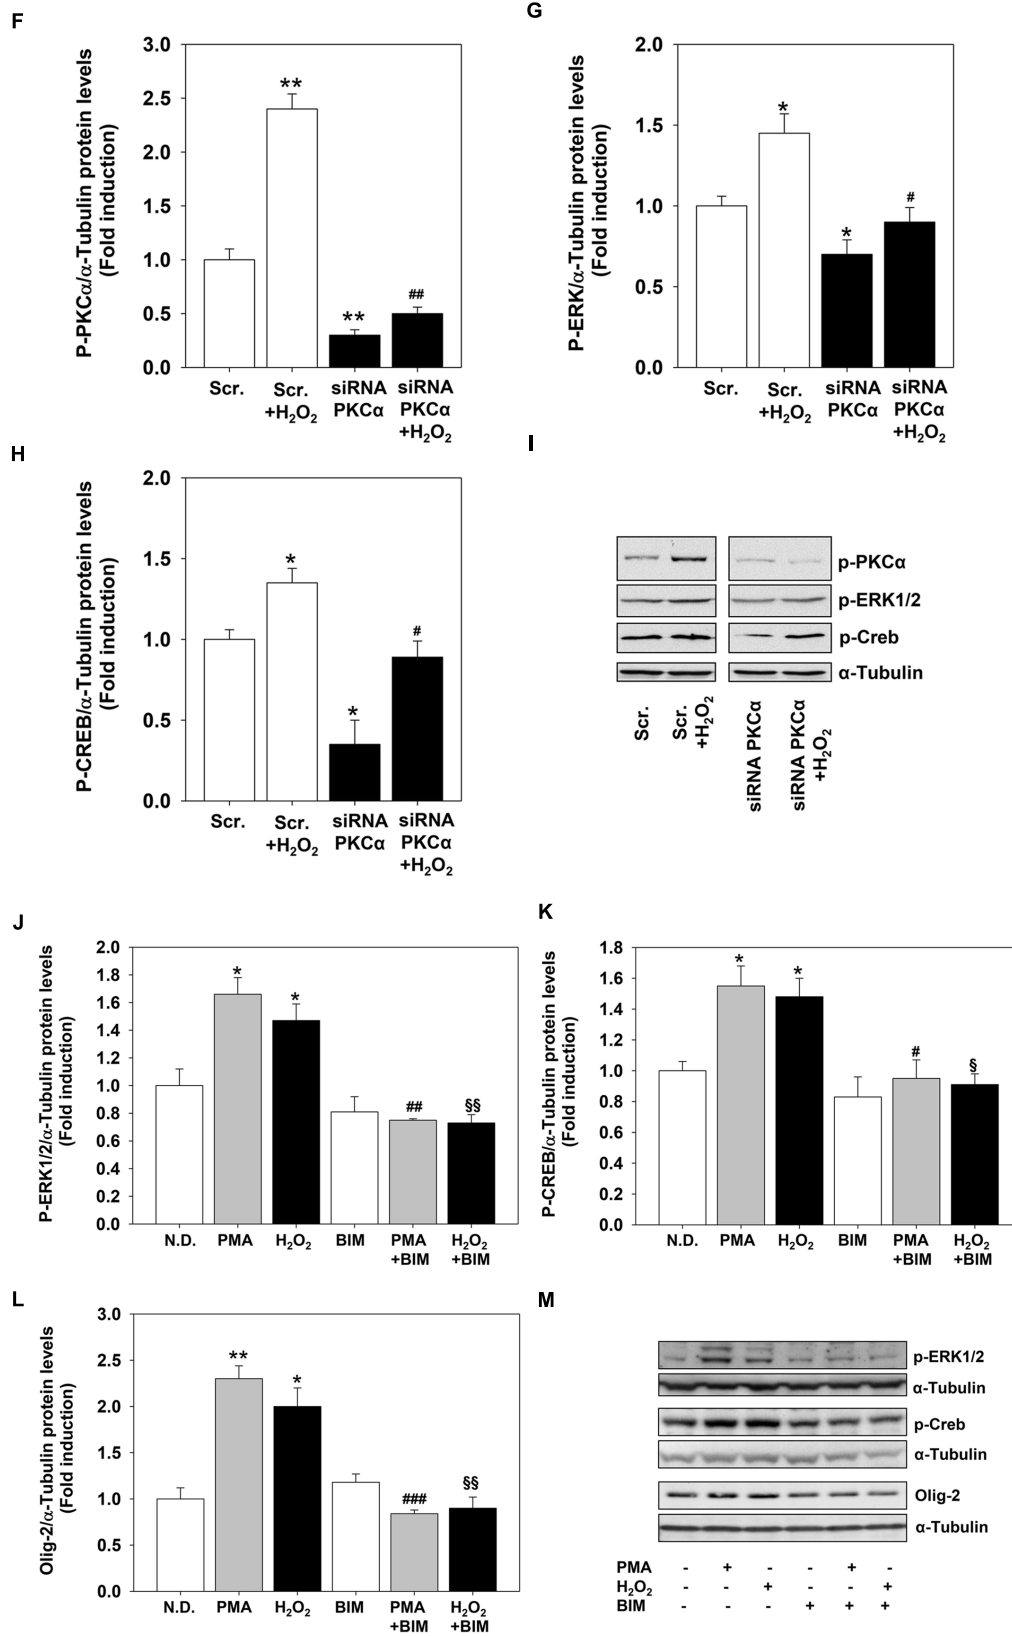 F
P-PKCα/α-Tubulin protein levels
(Fold induction)
3.0
2.5
2.0
1.5
1.0
0.5
0.0
**
**
##
Scr.
Scr.
+H2O2
siRNA
PKCα
siRNA
PKCα
+H2O2
G
P-ERK/α-Tubulin protein levels
(Fold induction)
2.0
1.5
1.0
0.5
0.0
*
*
#
Scr.
Scr.
+H2O2
siRNA
PKCα
siRNA
PKCα
+H2O2
H
P-CREB/α-Tubulin protein levels
(Fold induction)
2.0
1.5
1.0
0.5
0.0
*
*
#
Scr.
Scr.
+H2O2
siRNA
PKCα
siRNA
PKCα
+H2O2
I
p-PKCα
p-ERK1/2
p-Creb
α-Tubulin
Scr.
Scr.
+H2O2
siRNA PKCα
siRNA PKCα
+H2O2
J
P-ERK1/2/α-Tubulin protein levels
(Fold induction)
2.0
1.8
1.6
1.4
1.2
1.0
0.8
0.6
0.4
0.2
0.0
*
*
##
§§
N.D.
PMA
H2O2
BIM
PMA
+BIM
H2O2
+BIM
K
P-CREB/α-Tubulin protein levels
(Fold induction)
1.8
1.6
1.4
1.2
1.0
0.8
0.6
0.4
0.2
0.0
*
*
#
§
N.D.
PMA
H2O2
BIM
PMA
+BIM
H2O2
+BIM
L
Olig-2/α-Tubulin protein levels
(Fold induction)
3.0
2.5
2.0
1.5
1.0
0.5
0.0
**
*
###
§§
N.D.
PMA
H2O2
BIM
PMA
+BIM
H2O2
+BIM
M
p-ERK1/2
α-Tubulin
p-Creb
α-Tubulin
Olig-2
α-Tubulin
PMA - + - - + -
H2O2 - - + - - +
BIM - - - + + +